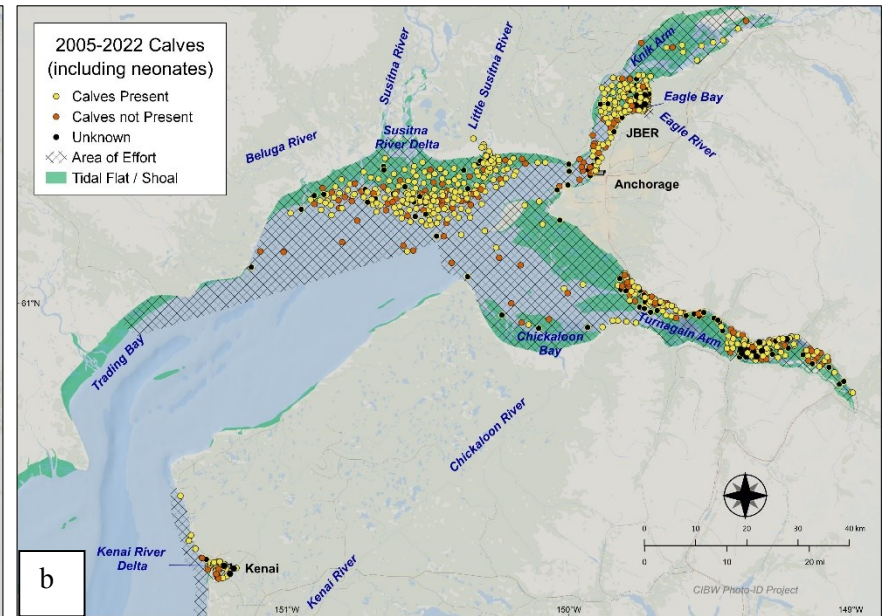 2005-2022 Calves
(including neonates)
Calves Present
Calves not Present
Unknown
Area of Effort
Tidal Flat / Shoal
Susitna River
Little Susitna River
Knik Arm
Eagle Bay
Eagle River
JBER
Beluga River
Susitna
River Delta
Anchorage
61°N
Trading Bay
Chickaloon
Bay
Turnagain Arm
Chickaloon River
Kenai River
Delta
Kenai
Kenai River
0 10 20 30 40 km
0 10 20 mi
CIBW Photo-ID Project
b
151°W
150°W
149°W